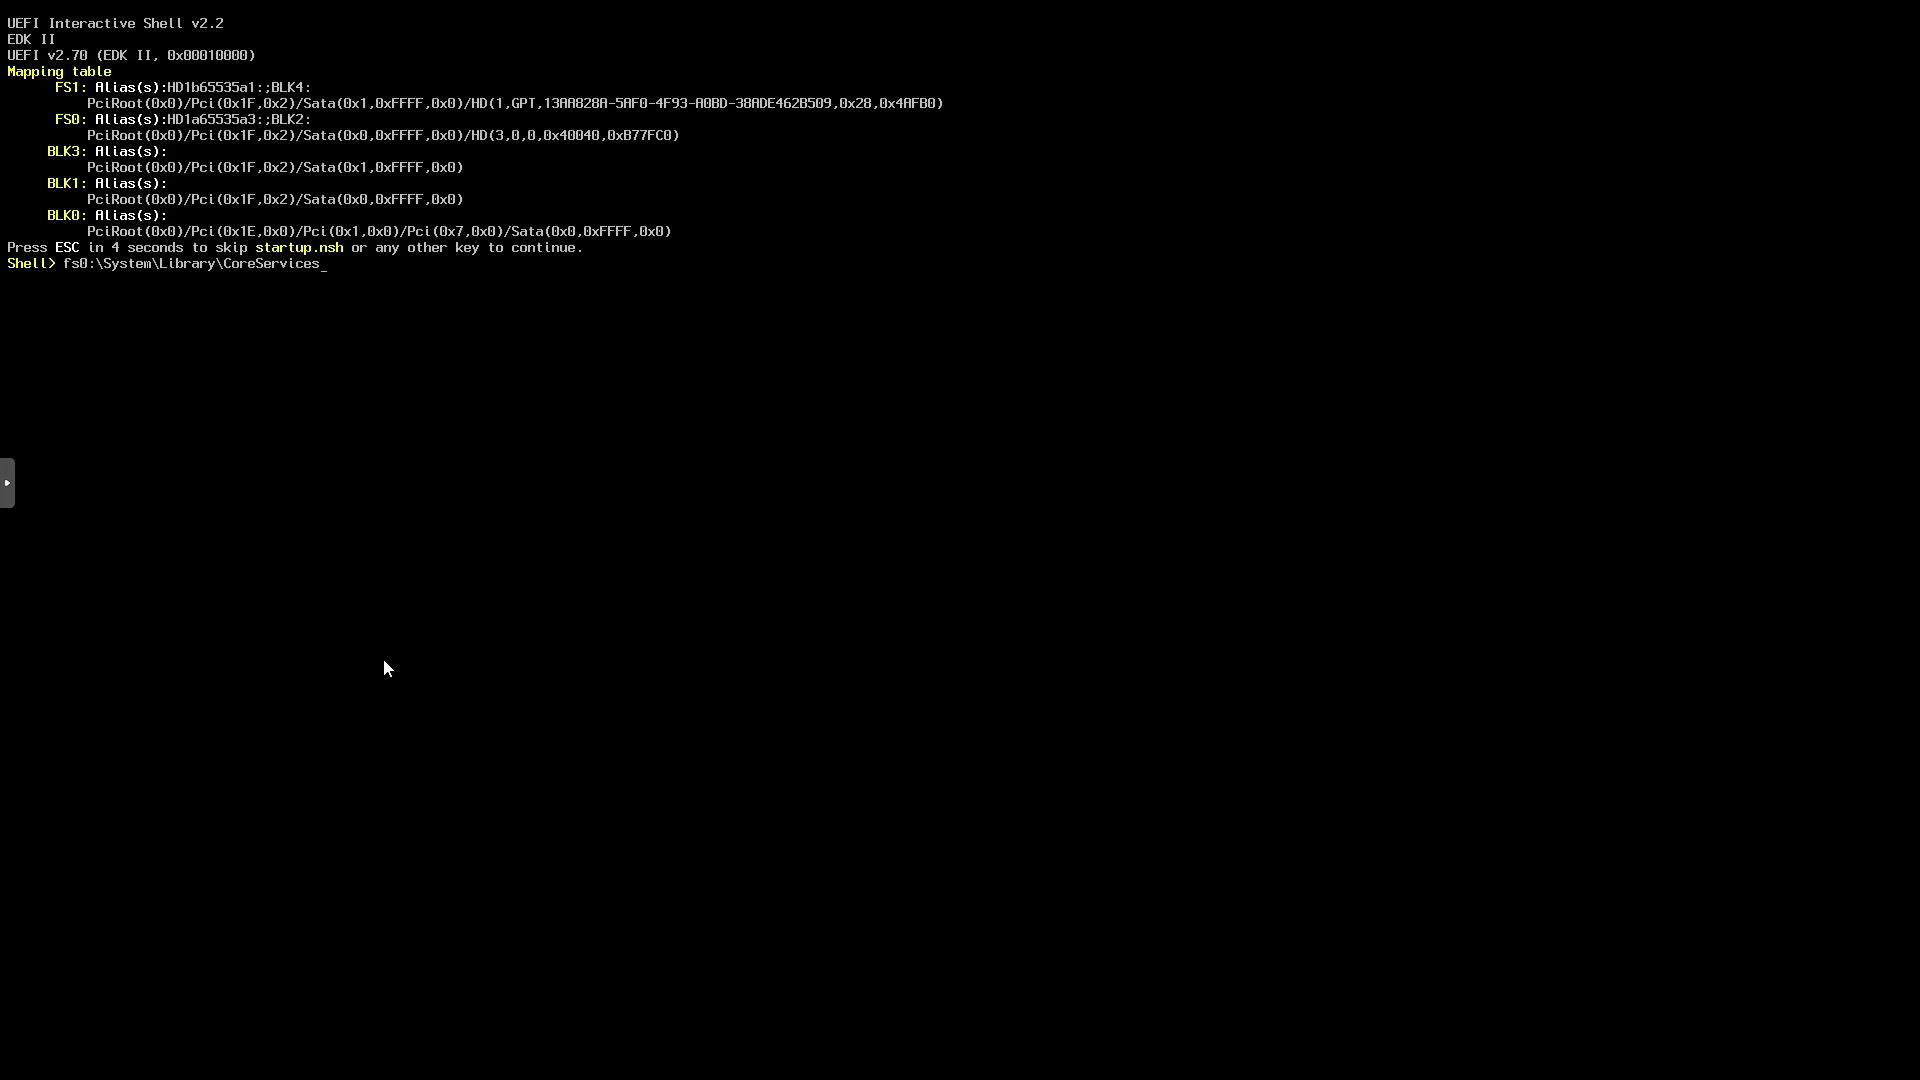 UEFI Interactive Shell v2.2
EDK II
UEFI v2.70 (EDK II, 0x00010000)
Mapping table
FS1: Alias(s):HD1b65535a1:;BLK4:
PciRoot(0x0)/Pci(0x1F,0x2)/Sata(0x1,0xFFFF,0x0)/HD(1,GPT,13AA828A-5AF0-4F93-A0BD-38ADE462B509,0x28,0x4AFB0)
FS0: Alias(s):HD1a65535a3:;BLK2:
PciRoot(0x0)/Pci(0x1F,0x2)/Sata(0x0,0xFFFF,0x0)/HD(3,0,0,0x40040,0xB77FC0)
BLK3: Alias(s):
PciRoot(0x0)/Pci(0x1F,0x2)/Sata(0x1,0xFFFF,0x0)
BLK1: Alias(s):
PciRoot(0x0)/Pci(0x1F,0x2)/Sata(0x0,0xFFFF,0x0)
BLK0: Alias(s):
PciRoot(0x0)/Pci(0x1E,0x0)/Pci(0x1,0x0)/Pci(0x7,0x0)/Sata(0x0,0xFFFF,0x0)
Press ESC in 4 seconds to skip startup.nsh or any other key to continue.
Shell> fs0:\System\Library\CoreServices_